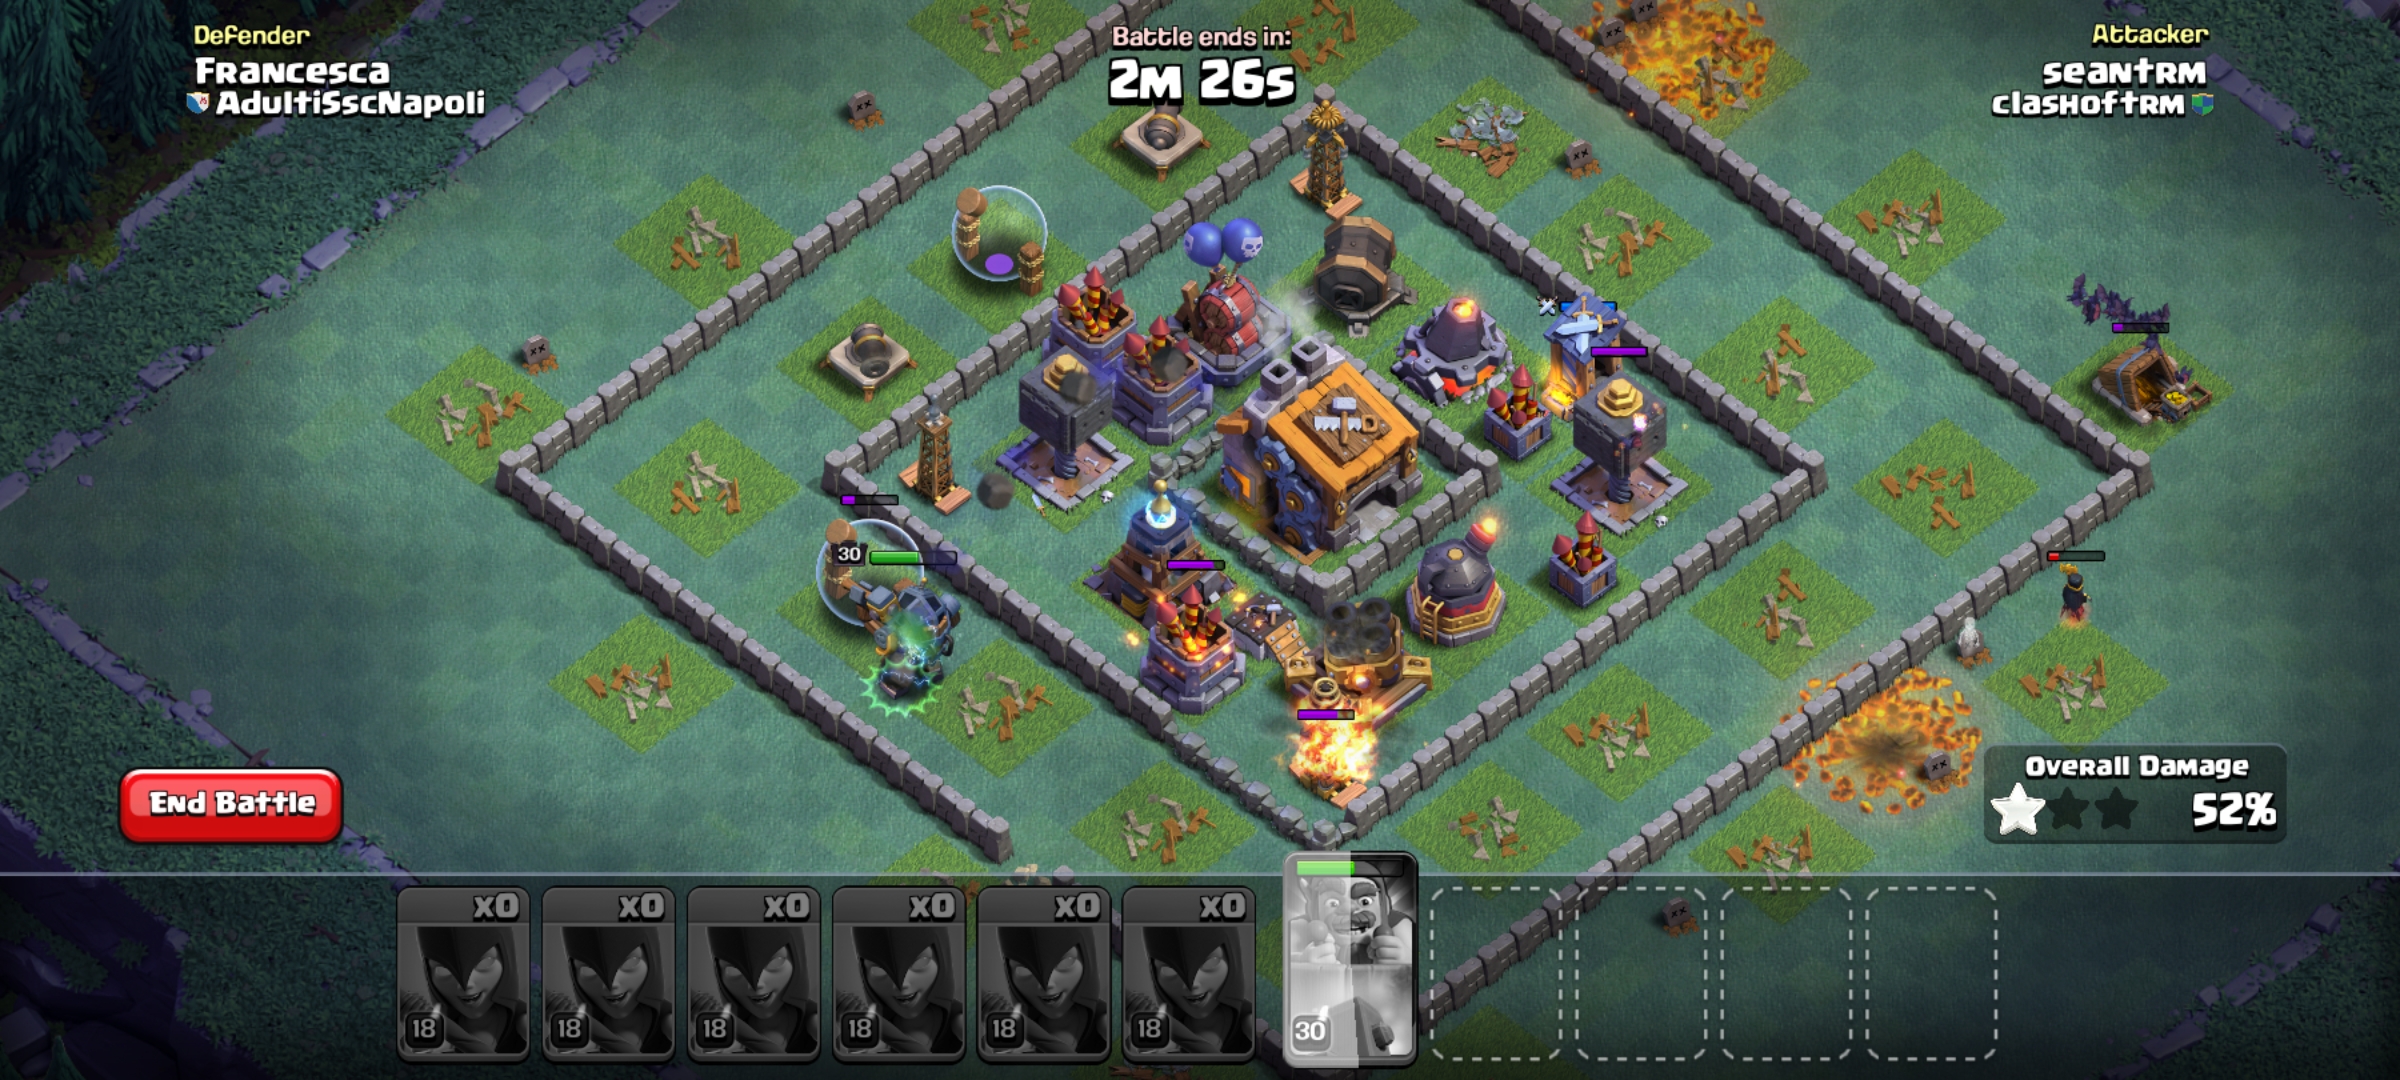 Defender
Francesca
AdultiSscNapoli
Battle ends in:
2M 26s
Attacker
seantRM
clashoftRM
30
End Battle
Overall Damage
52%
x0
x0
x0
x0
x0
x0
18
18
18
18
18
18
30